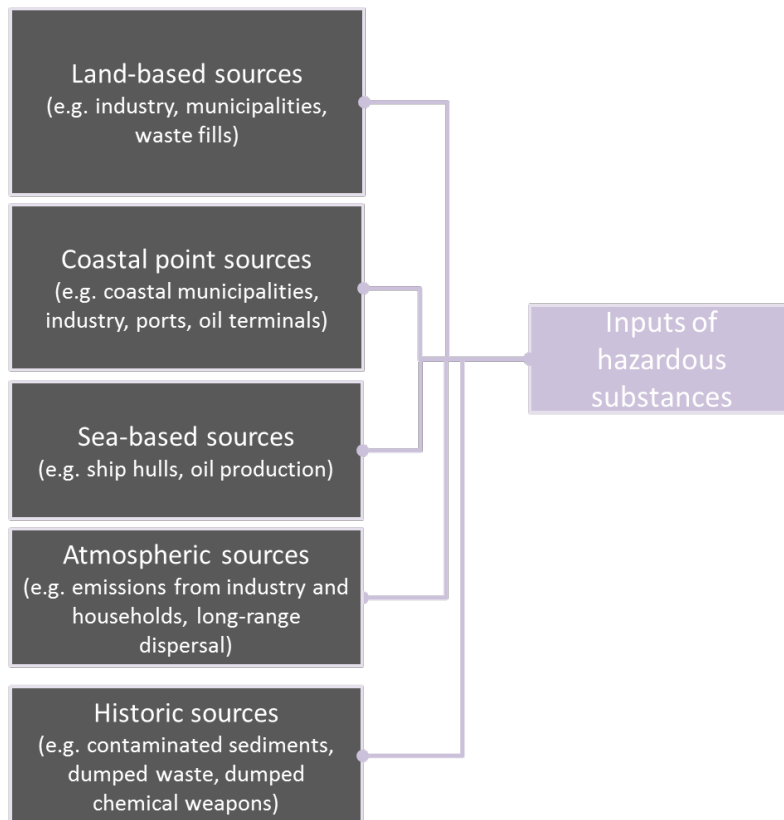 Land-based sources
(e.g. industry, municipalities,
waste fills)
Coastal point sources
(e.g. coastal municipalities,
industry, ports, oil terminals)
Sea-based sources
(e.g. ship hulls, oil production)
Atmospheric sources
(e.g. emissions from industry and
households, long-range
dispersal)
Historic sources
(e.g. contaminated sediments,
dumped waste, dumped
chemical weapons)
Inputs of
hazardous
substances